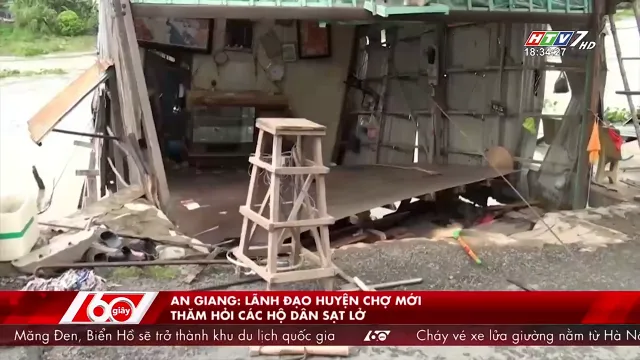 HTV7 HD
18:34:27
60 giây
AN GIANG: LÃNH ĐẠO HUYỆN CHỢ MỚI
THĂM HỎI CÁC HỘ DÂN SẠT LỞ
Măng Đen, Biển Hồ sẽ trở thành khu du lịch quốc gia 60 Cháy vé xe lửa giường nằm từ Hà N